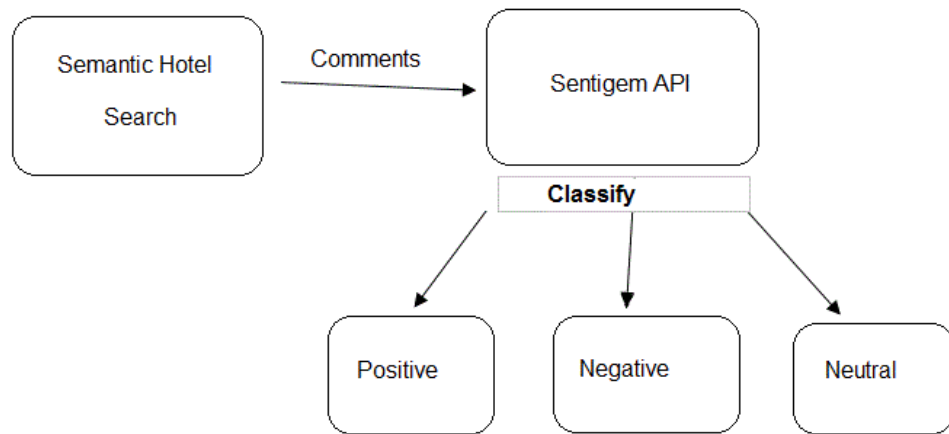 Semantic Hotel
Search
Comments
Sentigem API
Classify
Positive
Negative
Neutral